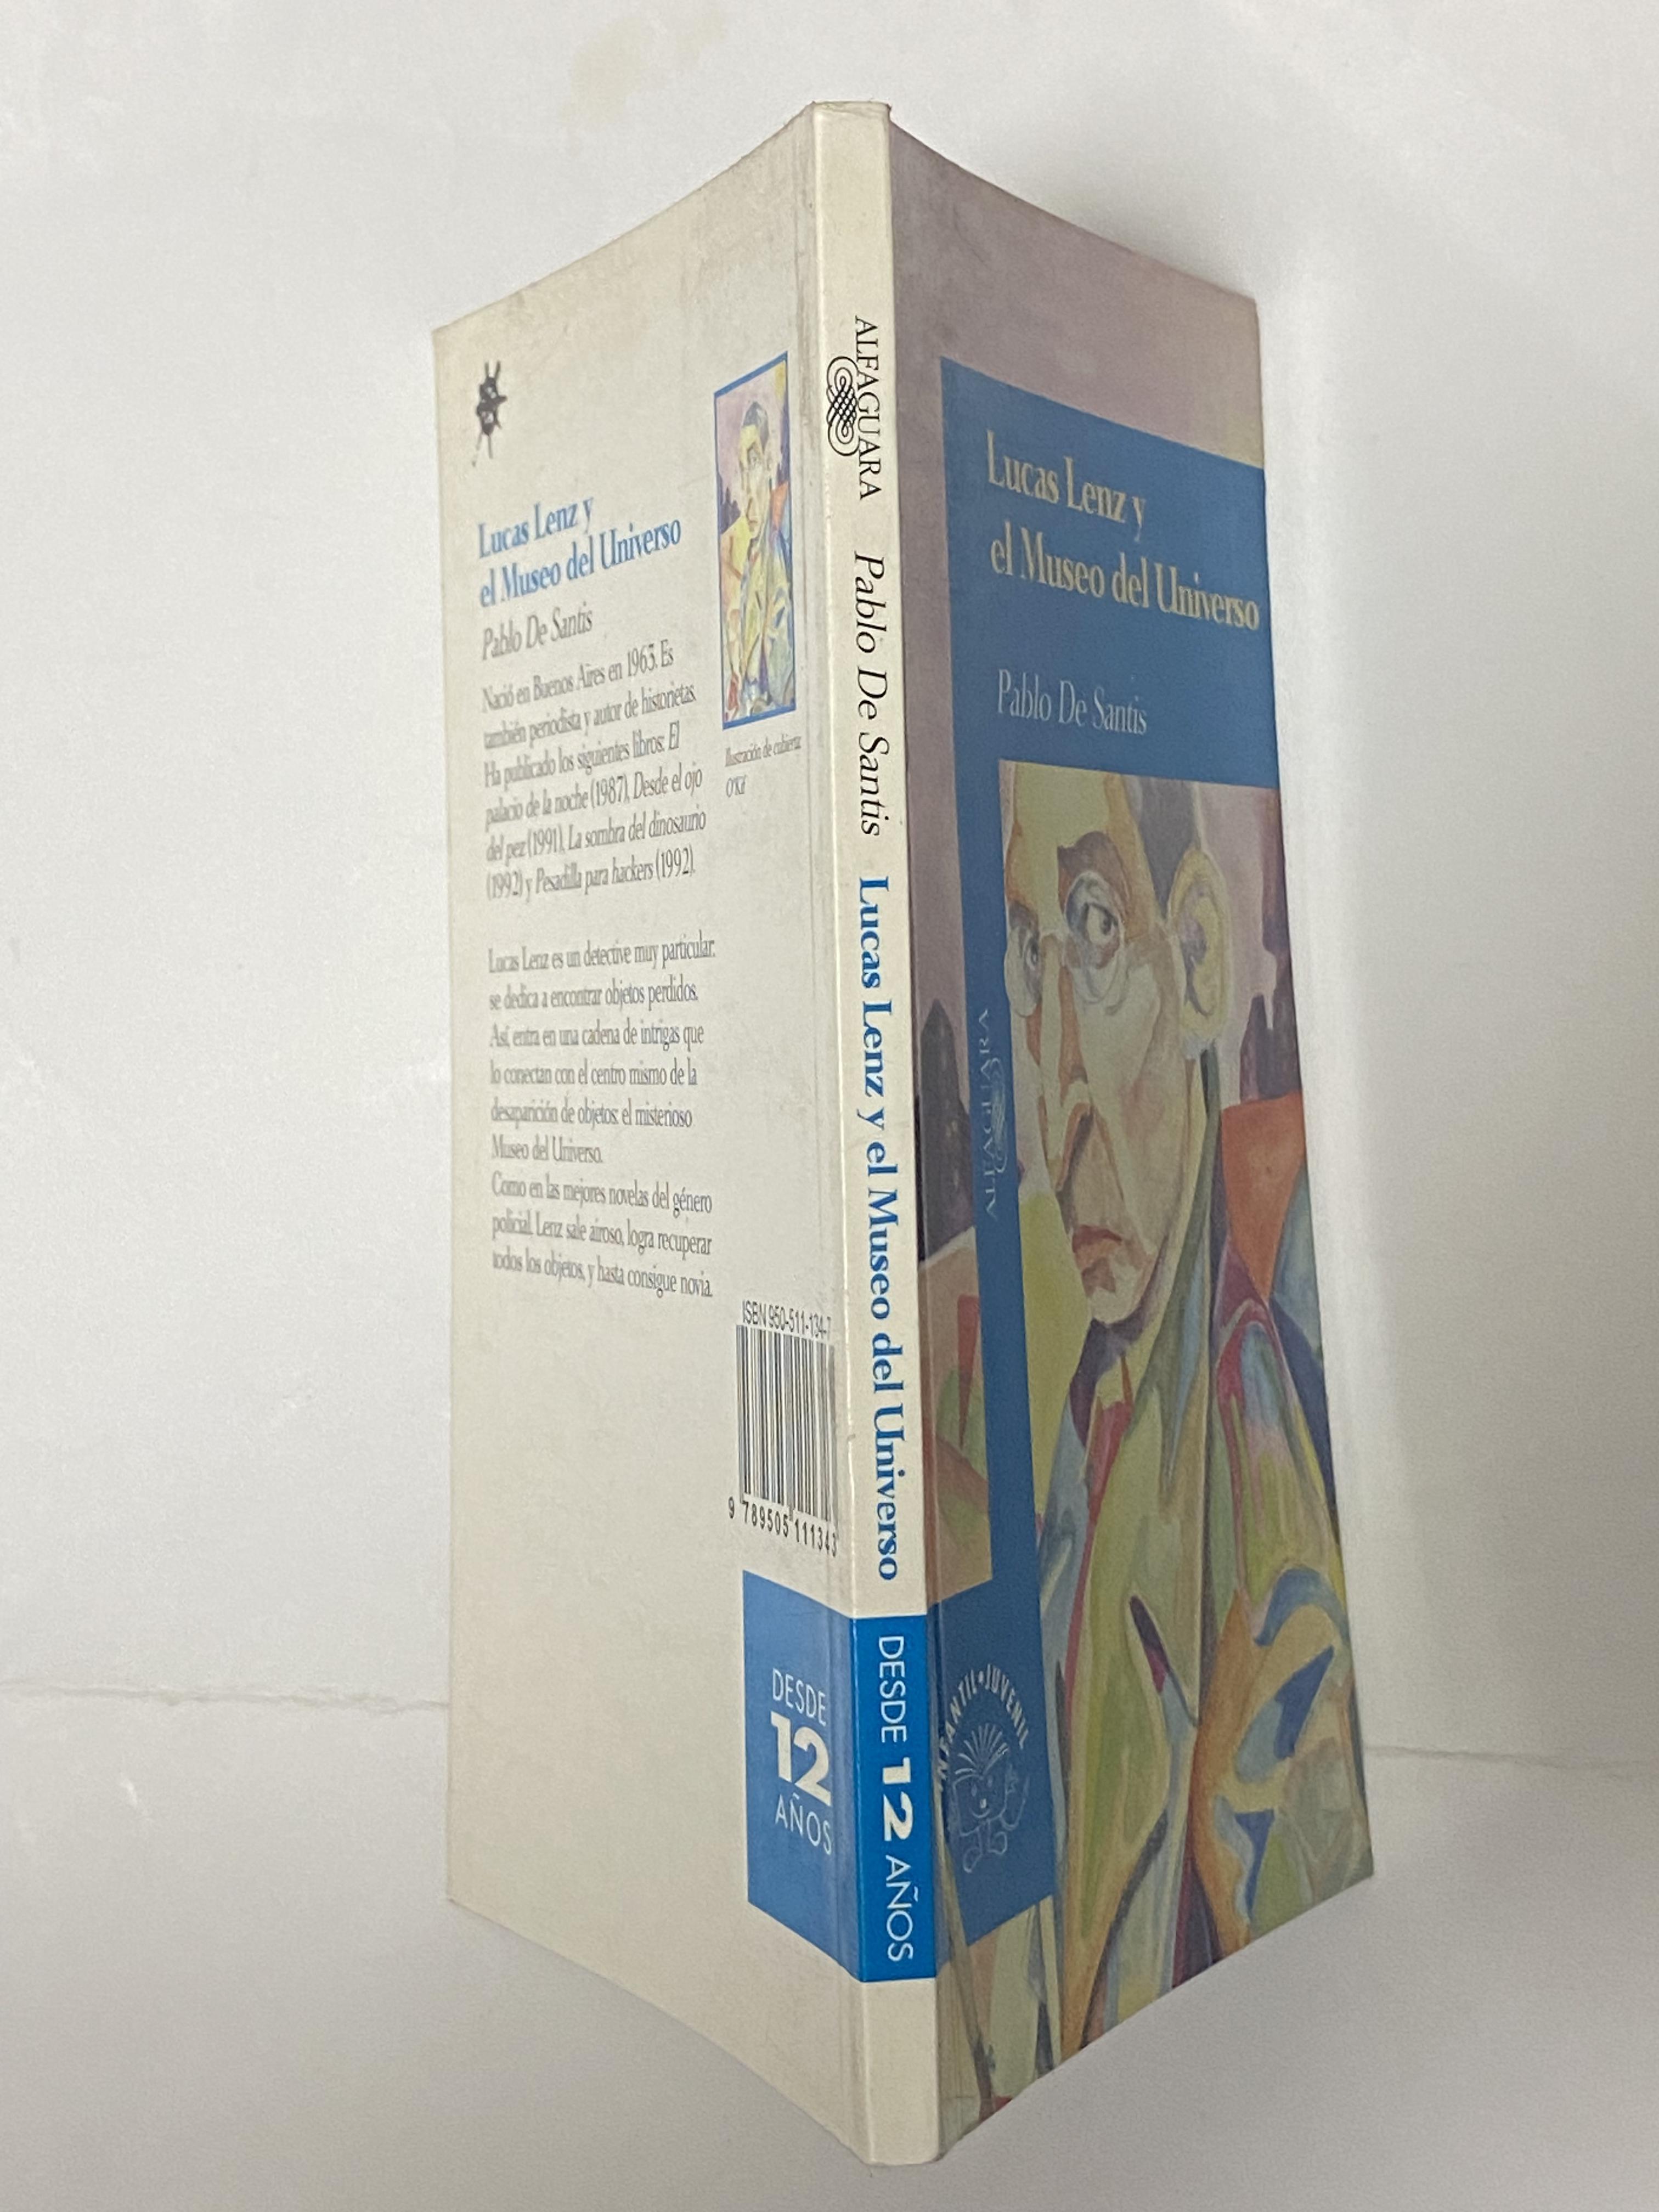 Lucas Lenz y
el Museo del Universo
Pablo De Santis
Nació en Buenos Aires en 1963. Es
también periodista y autor de historietas.
Ha publicado los siguientes libros: El
palacio de la noche (1987), Desde el ojo
del pez (1991), La sombra del dinosaurio
(1992) y Pesadilla para hackers (1992).
Ilustración de cubierta:
O'Kif
Lucas Lenz es un detective muy particular:
se dedica a encontrar objetos perdidos.
Así, entra en una cadena de intrigas que
lo conectan con el centro mismo de la
desaparición de objetos: el misterioso
Museo del Universo.
Como en las mejores novelas del género
policial, Lenz sale airoso, logra recuperar
todos los objetos, y hasta consigue novia.
ISBN 950-511-134-7
9 789505 111343
DESDE
12
AÑOS
ALFAGUARA Pablo De Santis Lucas Lenz y el Museo del Universo DESDE 12 AÑOS
Lucas Lenz y
el Museo del Universo
Pablo De Santis
ALFAGUARA
INFANTIL•JUVENIL